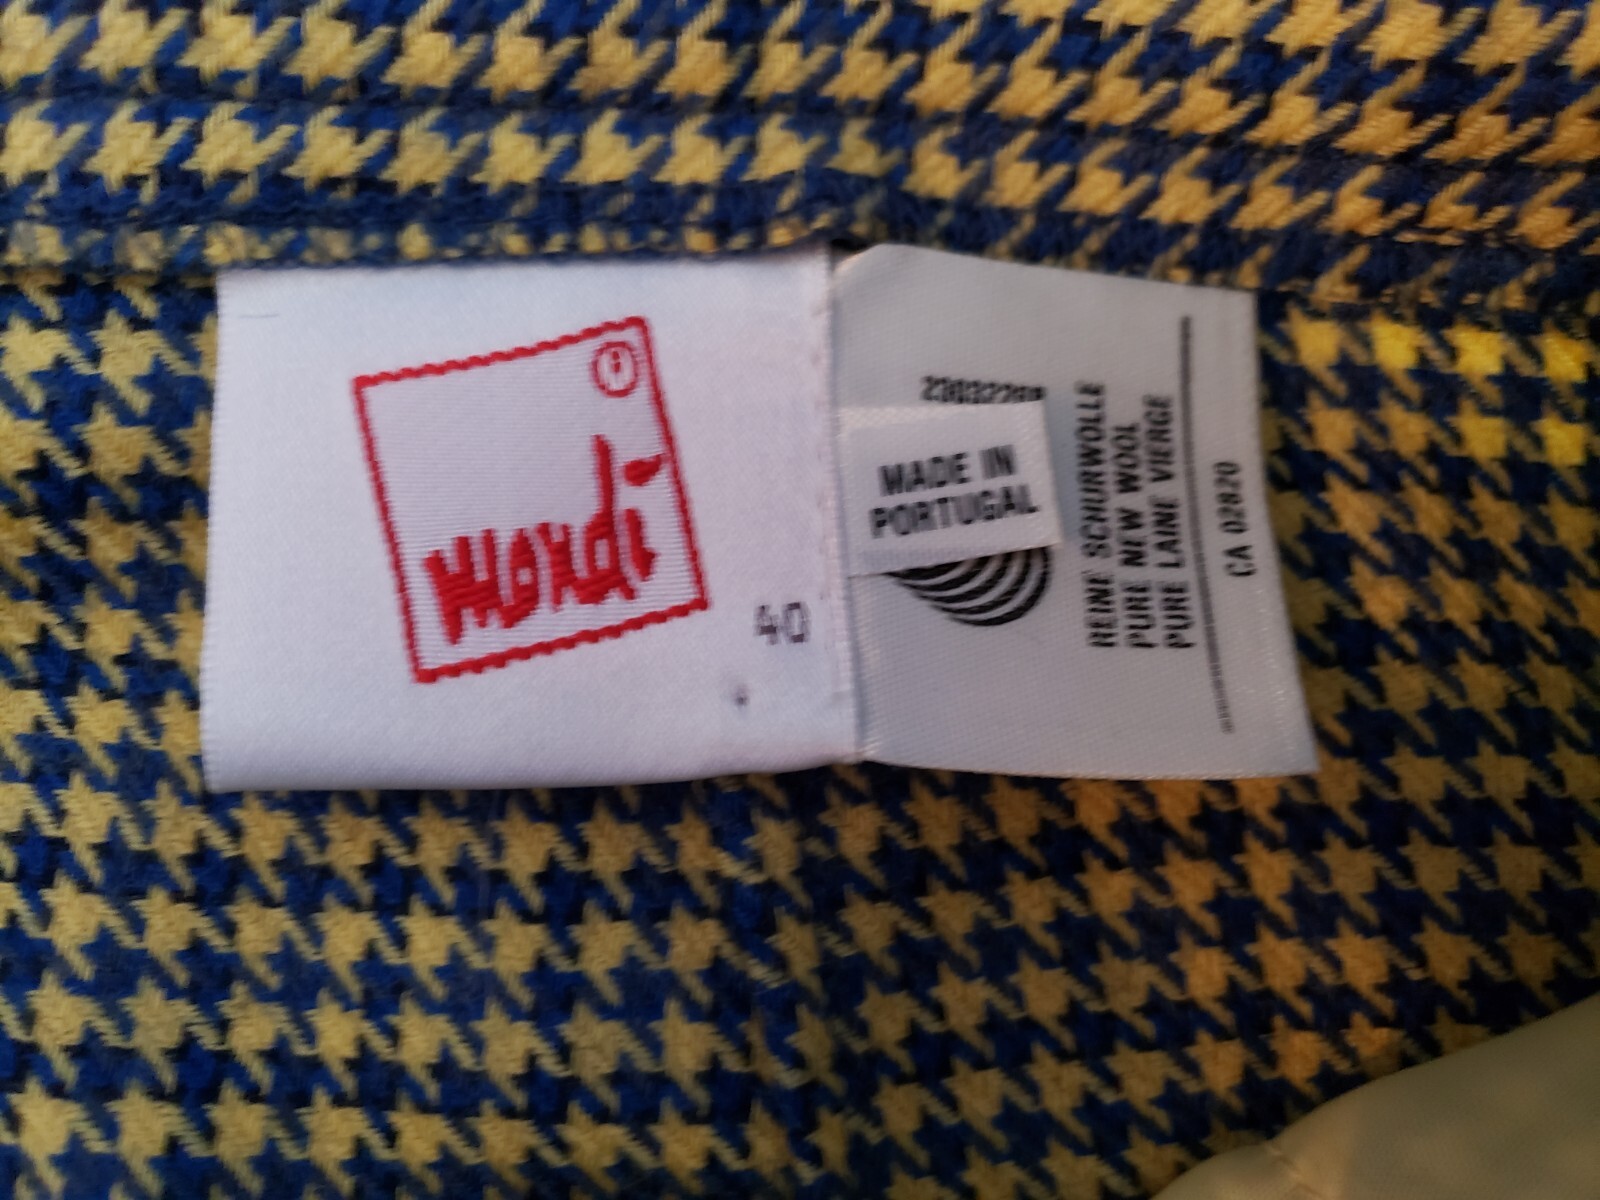 mondi
40
MADE IN
PORTUGAL
REINE SCHURWOLLE
PURE NEW WOOL
PURE LAINE VIERGE
CA 02820